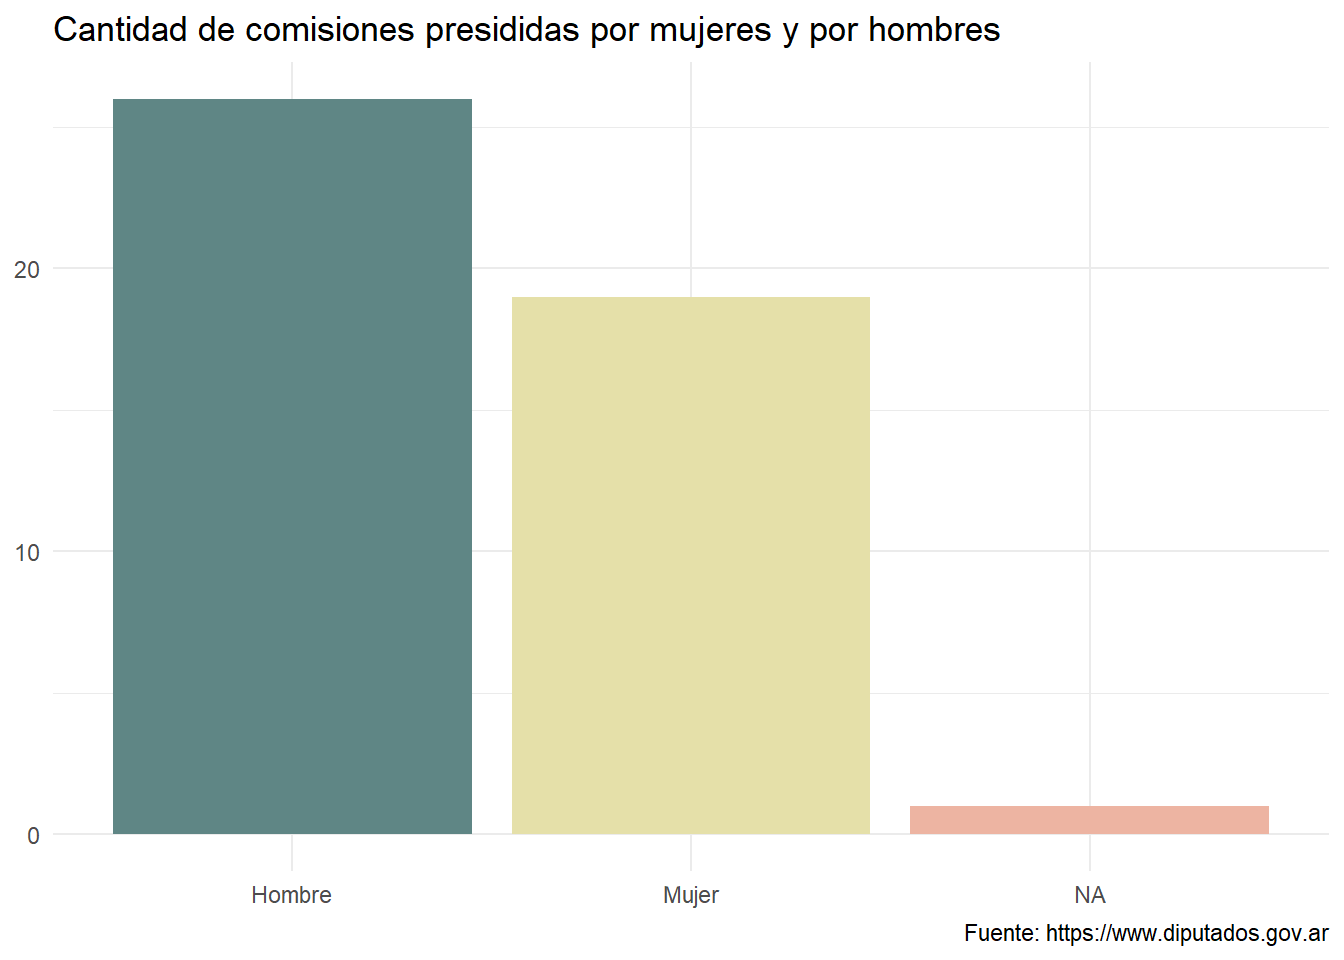 Cantidad de comisiones presididas por mujeres y por hombres
20
10
0
Hombre Mujer NA
Fuente: https://www.diputados.gov.ar